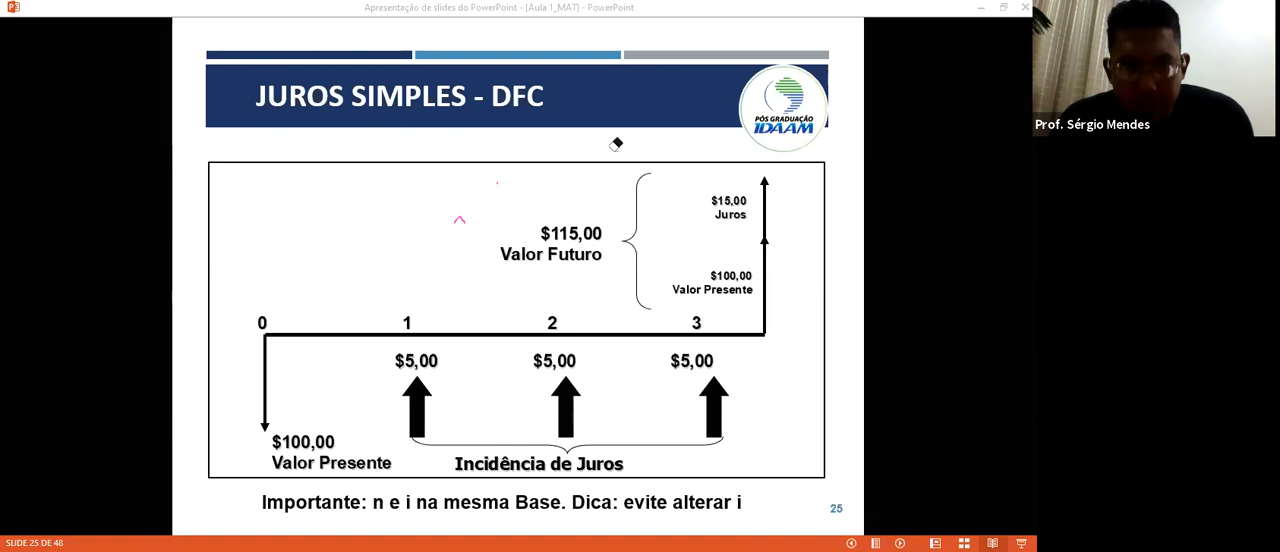 Apresentação de slides do PowerPoint - [Aula 1_MAT] - PowerPoint
JUROS SIMPLES - DFC
PÓS GRADUAÇÃO
IDAAM
Prof. Sérgio Mendes
$15,00
Juros
$115,00
Valor Futuro
$100,00
Valor Presente
0 1 2 3
$5,00 $5,00 $5,00
$100,00
Valor Presente
Incidência de Juros
Importante: n e i na mesma Base. Dica: evite alterar i
25
SLIDE 25 DE 48